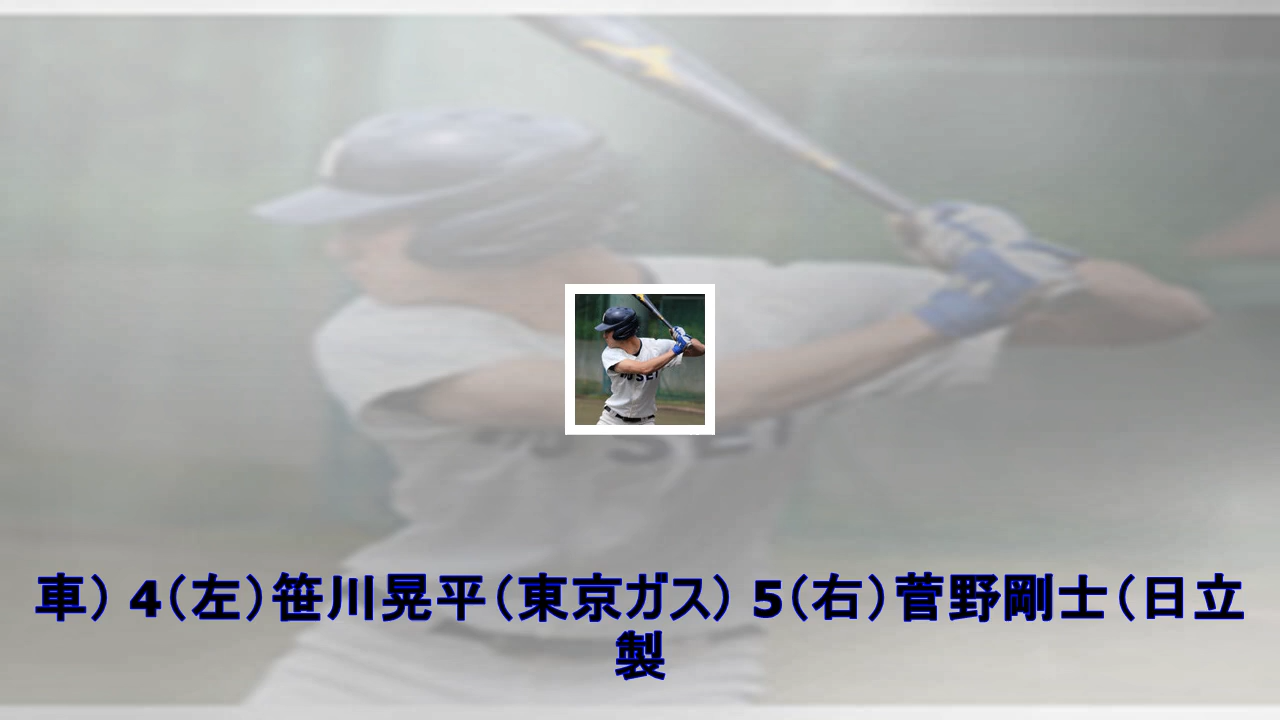 車） 4（左）笹川晃平（東京ガス） 5（右）菅野剛士（日立
製